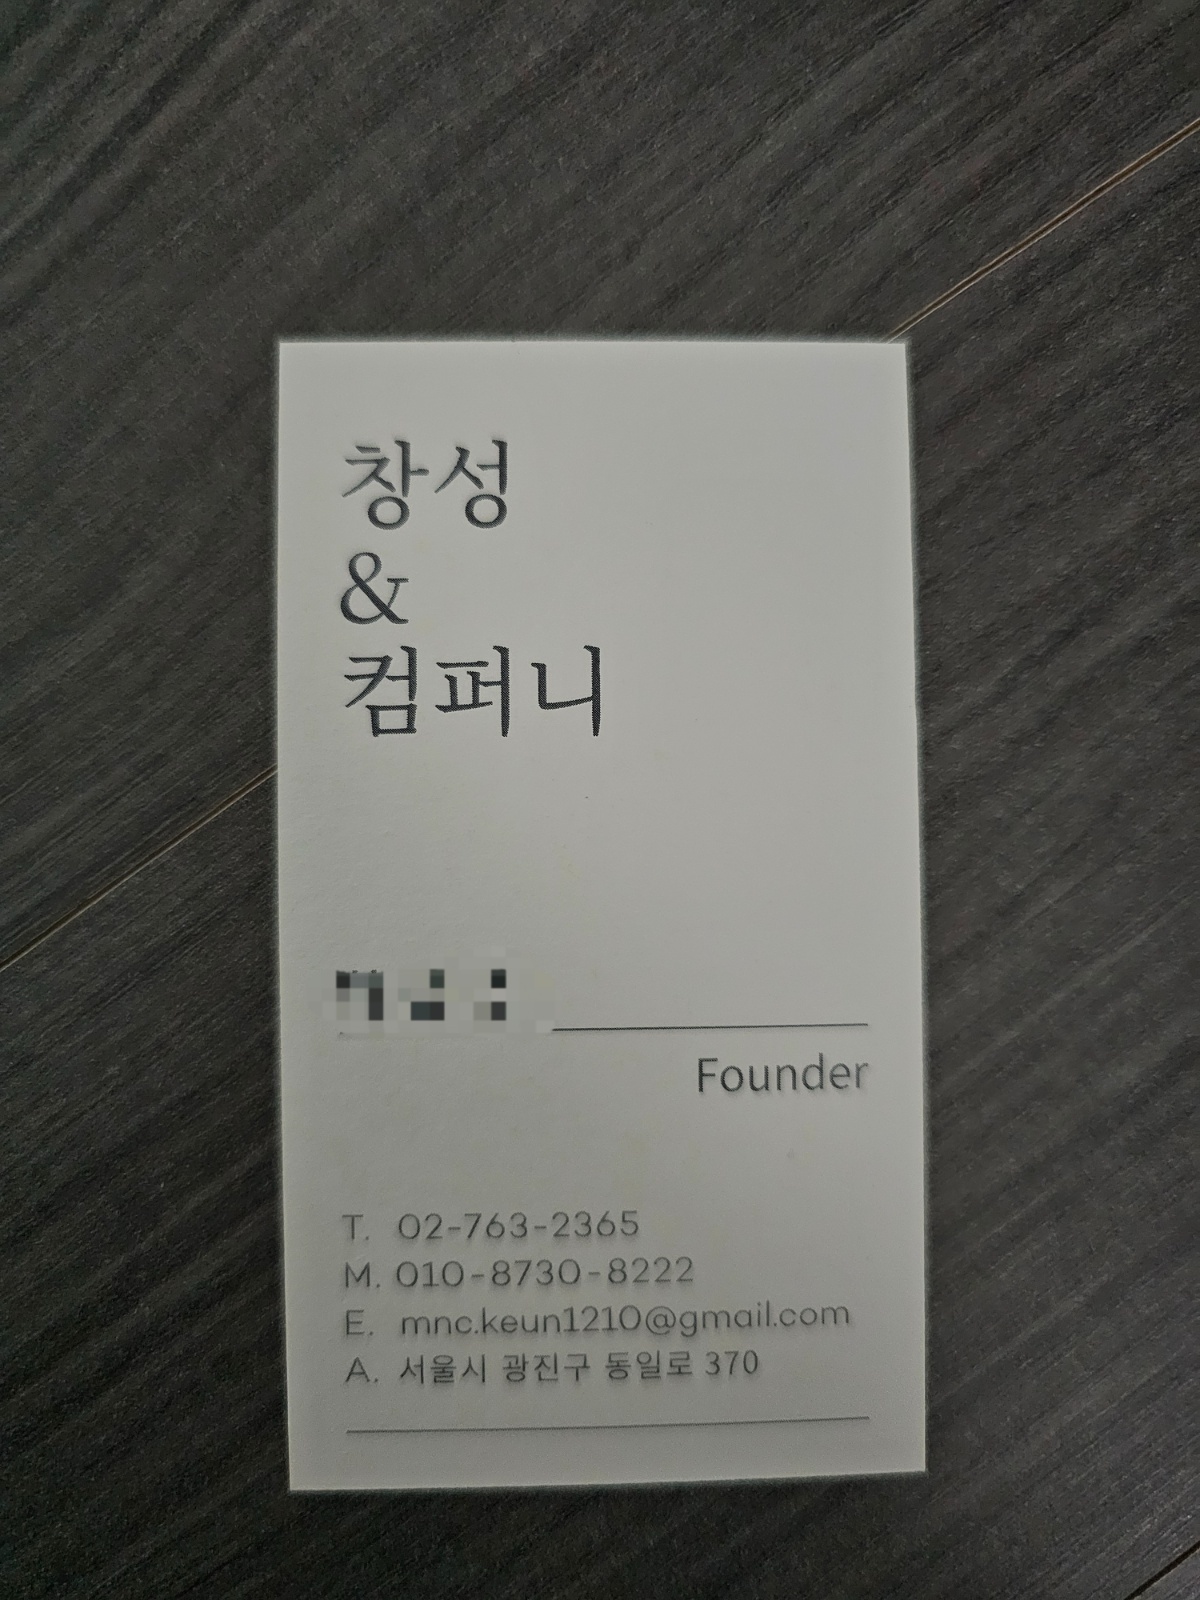 창성
&
컴퍼니
Founder
T. 02-763-2365
M. 010-8730-8222
E. mnc.keun1210@gmail.com
A. 서울시 광진구 동일로 370